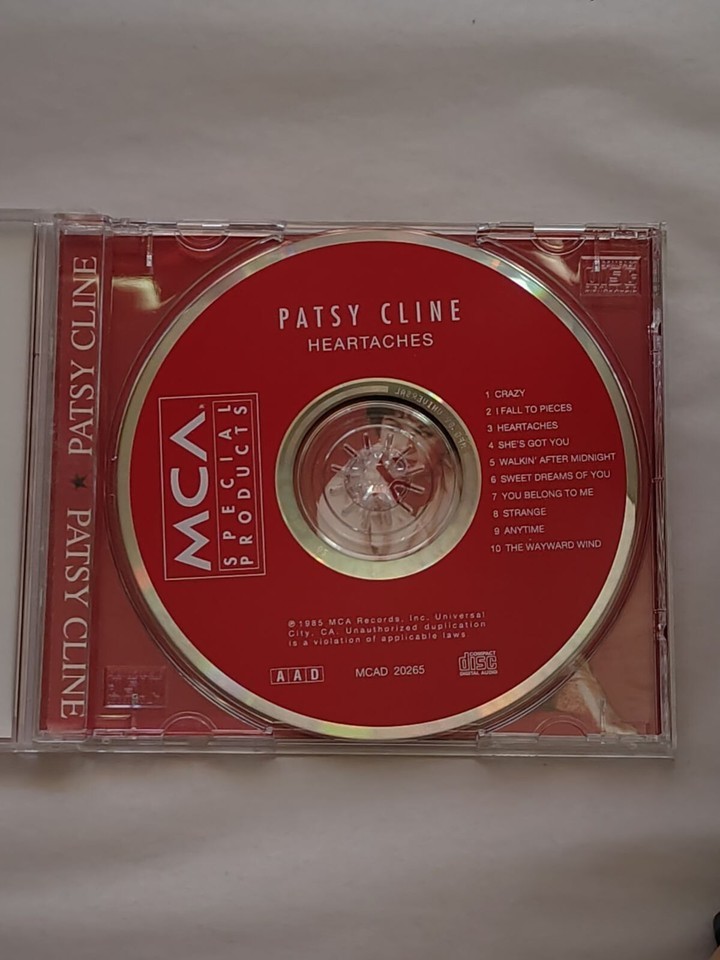 PATSY CLINE ★ PATSY CLINE
PATSY CLINE
HEARTACHES
MCA
SPECIAL
PRODUCTS
1 CRAZY
2 I FALL TO PIECES
3 HEARTACHES
4 SHE'S GOT YOU
5 WALKIN' AFTER MIDNIGHT
6 SWEET DREAMS OF YOU
7 YOU BELONG TO ME
8 STRANGE
9 ANYTIME
10 THE WAYWARD WIND
℗ 1985 MCA Records, Inc. Universal
City, CA. Unauthorized duplication
is a violation of applicable laws
AAD
MCAD 20265
COMPACT
disc
DIGITAL AUDIO